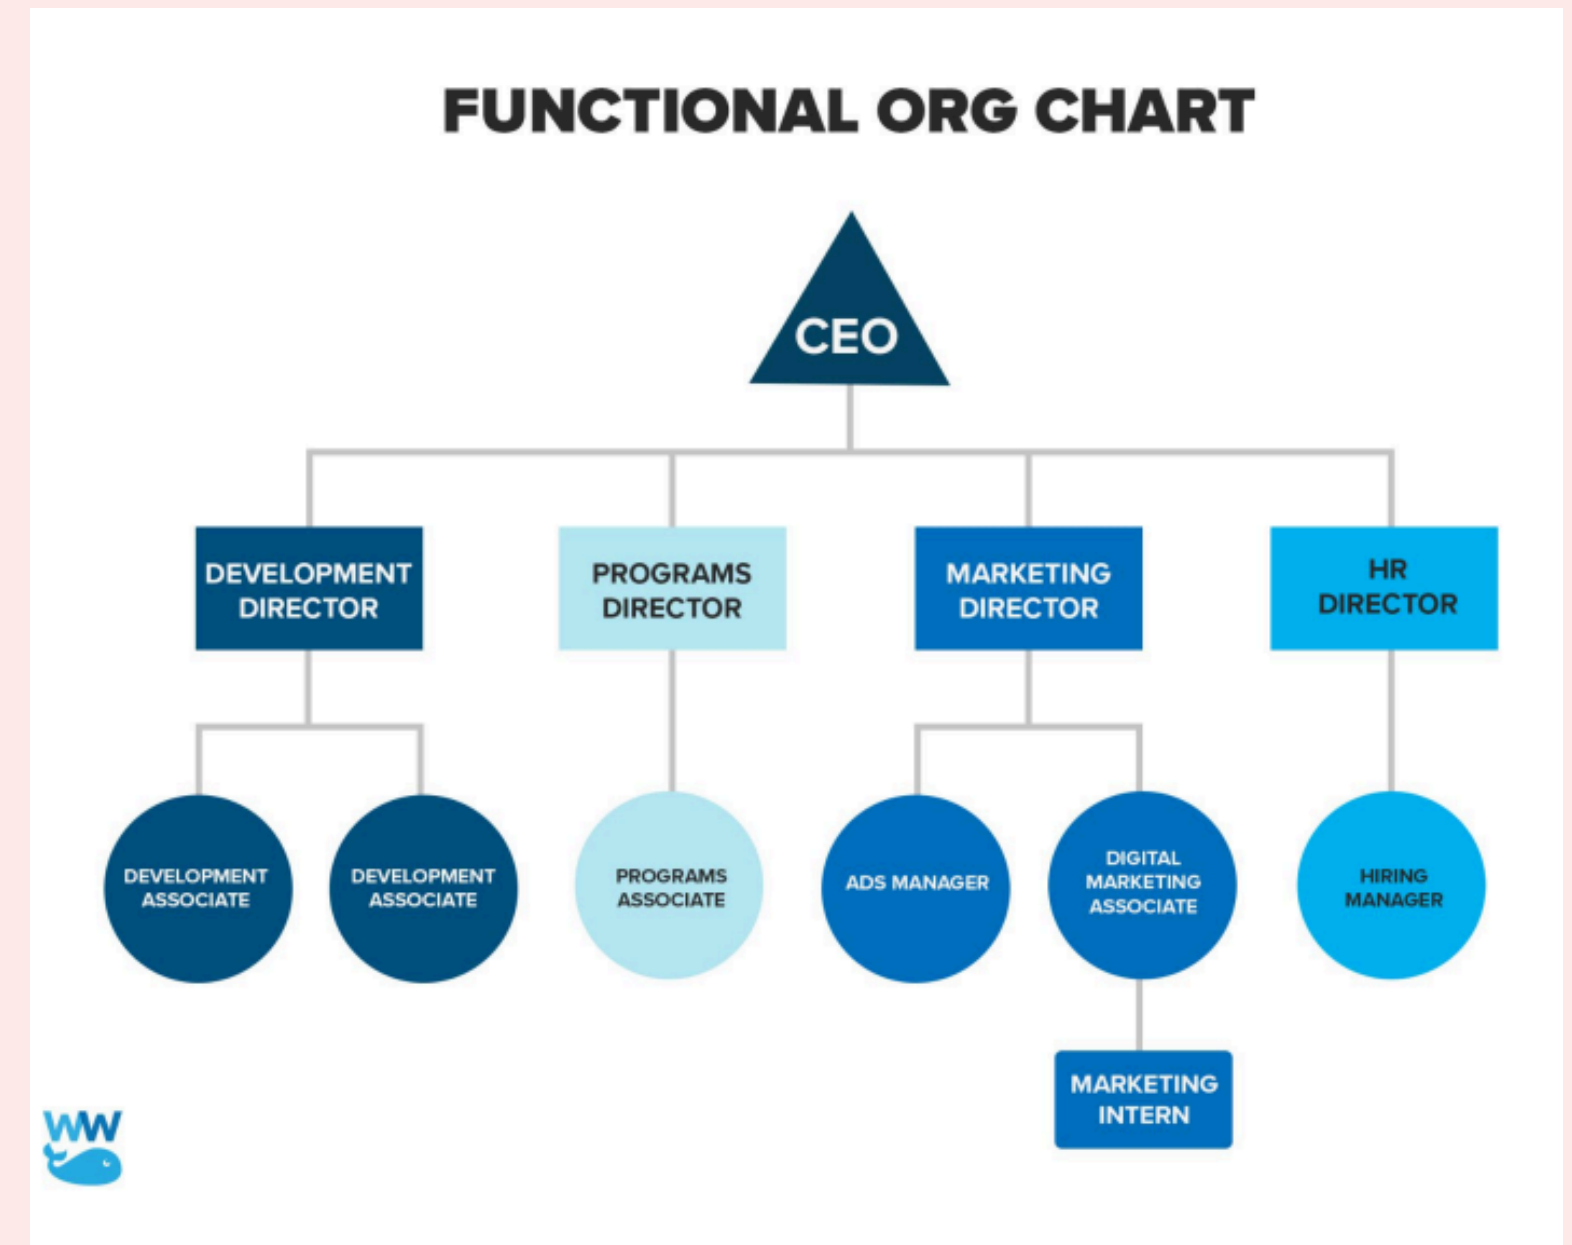 FUNCTIONAL ORG CHART
CEO
DEVELOPMENT
DIRECTOR
PROGRAMS
DIRECTOR
MARKETING
DIRECTOR
HR
DIRECTOR
DEVELOPMENT
ASSOCIATE
DEVELOPMENT
ASSOCIATE
PROGRAMS
ASSOCIATE
ADS MANAGER
DIGITAL
MARKETING
ASSOCIATE
HIRING
MANAGER
MARKETING
INTERN
WW